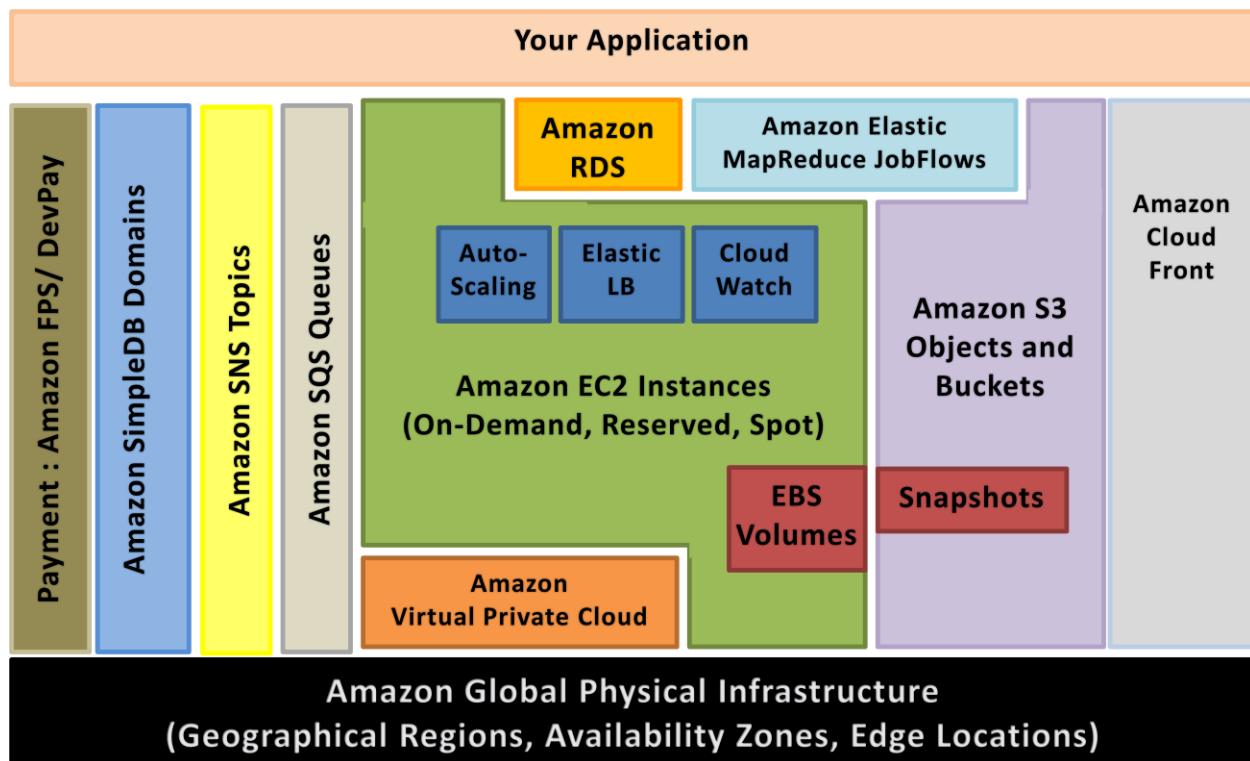 Your Application
Payment : Amazon FPS/ DevPay
Amazon SimpleDB Domains
Amazon SNS Topics
Amazon SQS Queues
Amazon
RDS
Amazon Elastic
MapReduce JobFlows
Auto-
Scaling
Elastic
LB
Cloud
Watch
Amazon EC2 Instances
(On-Demand, Reserved, Spot)
EBS
Volumes
Amazon
Virtual Private Cloud
Amazon S3
Objects and
Buckets
Snapshots
Amazon
Cloud
Front
Amazon Global Physical Infrastructure
(Geographical Regions, Availability Zones, Edge Locations)